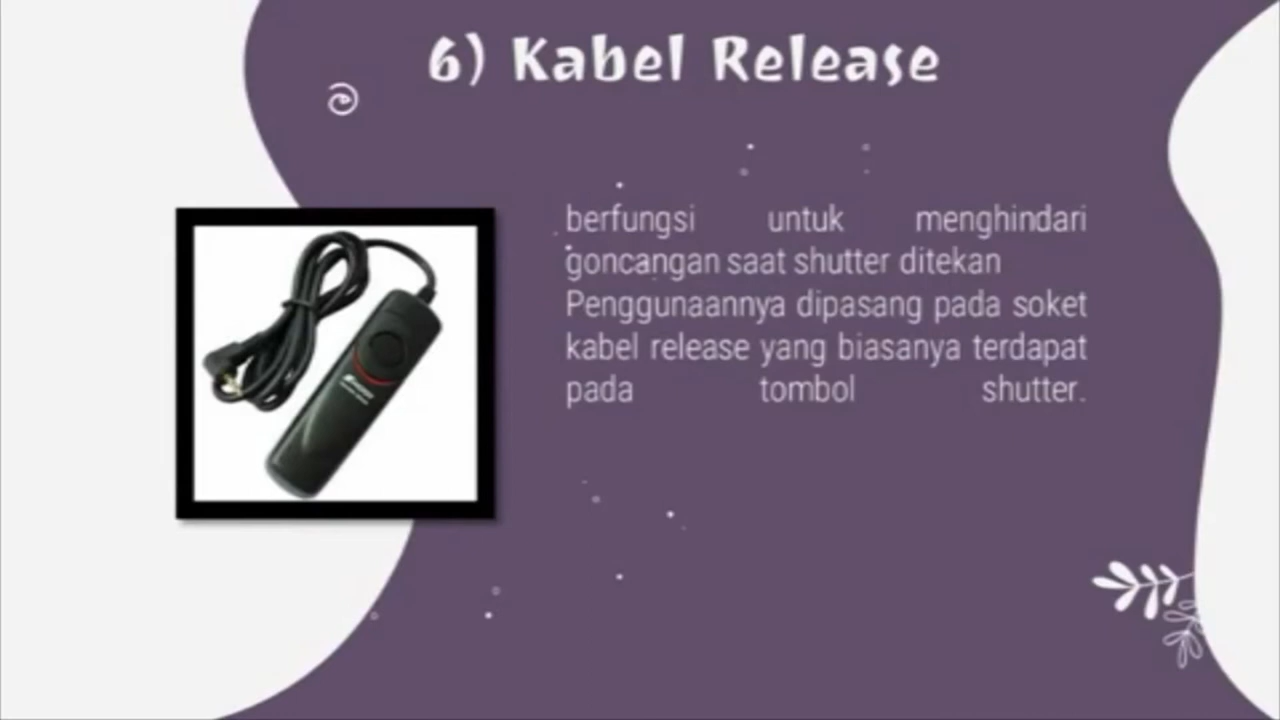 6) Kabel Release
berfungsi untuk menghindari
goncangan saat shutter ditekan
Penggunaannya dipasang pada soket
kabel release yang biasanya terdapat
pada tombol shutter.